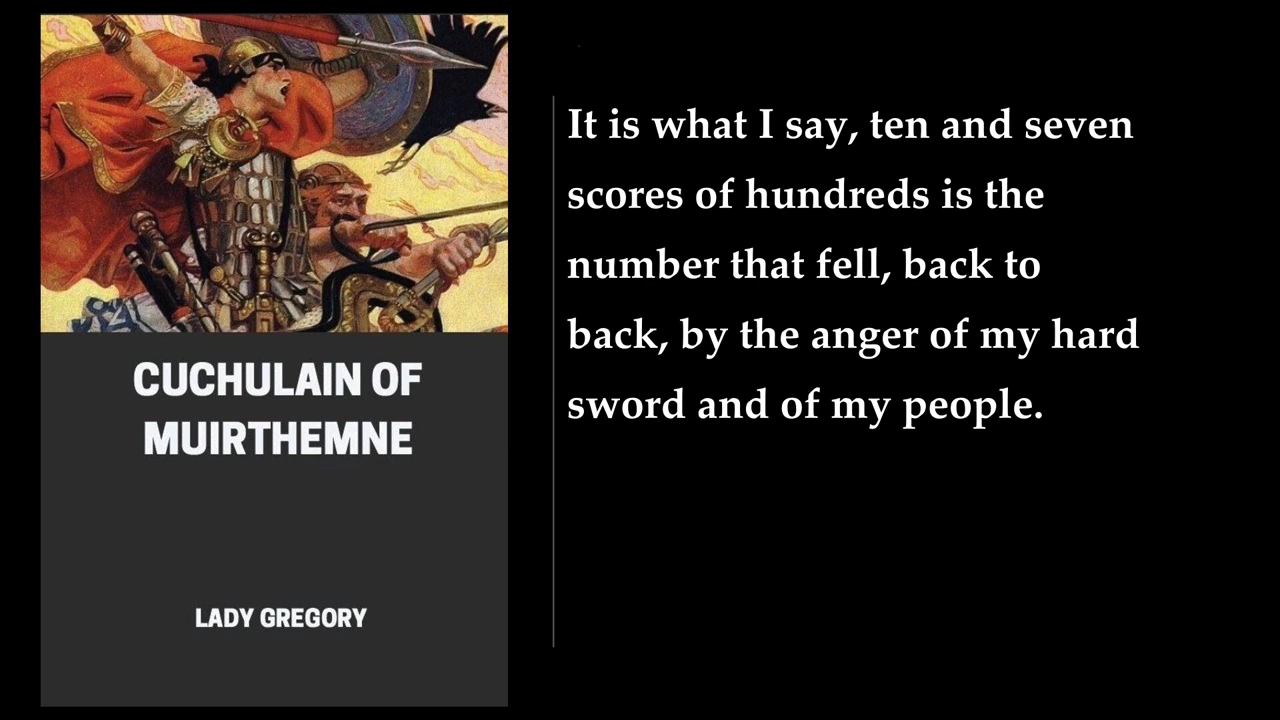 CUCHULAIN OF
MUIRTHEMNE
LADY GREGORY
It is what I say, ten and seven
scores of hundreds is the
number that fell, back to
back, by the anger of my hard
sword and of my people.